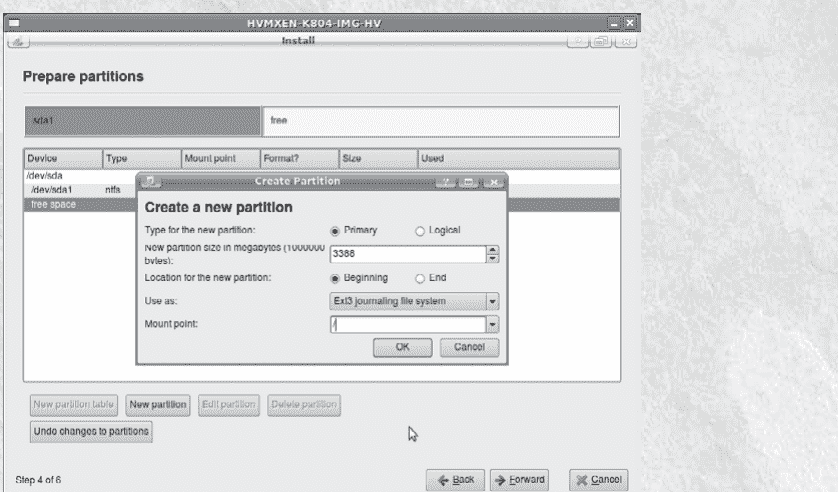 HVMXEN-K804-IMG-HV
Install
Prepare partitions
sda1 free
Device Type Mount point Format? Size Used
/dev/sda
/dev/sda1 ntfs
free space
Create Partition
Create a new partition
Type for the new partition: Primary Logical
New partition size in megabytes (1000000
bytes): 3388
Location for the new partition: Beginning End
Use as: Ext3 journaling file system
Mount point: /
OK Cancel
New partition table New partition Edit partition Delete partition
Undo changes to partitions
Step 4 of 6 Back Forward Cancel